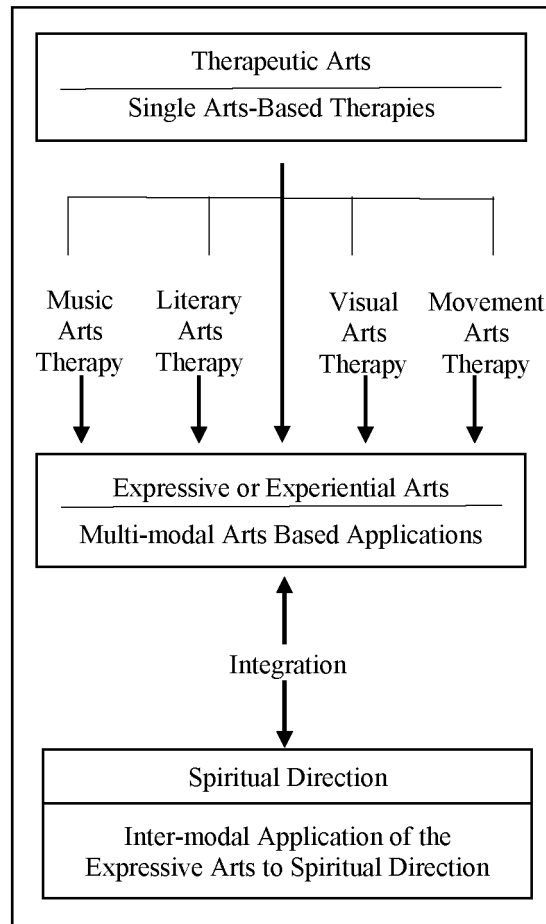 Therapeutic Arts
Single Arts-Based Therapies
Music
Arts
Therapy
Literary
Arts
Therapy
Visual
Arts
Therapy
Movement
Arts
Therapy
Expressive or Experiential Arts
Multi-modal Arts Based Applications
Integration
Spiritual Direction
Inter-modal Application of the
Expressive Arts to Spiritual Direction